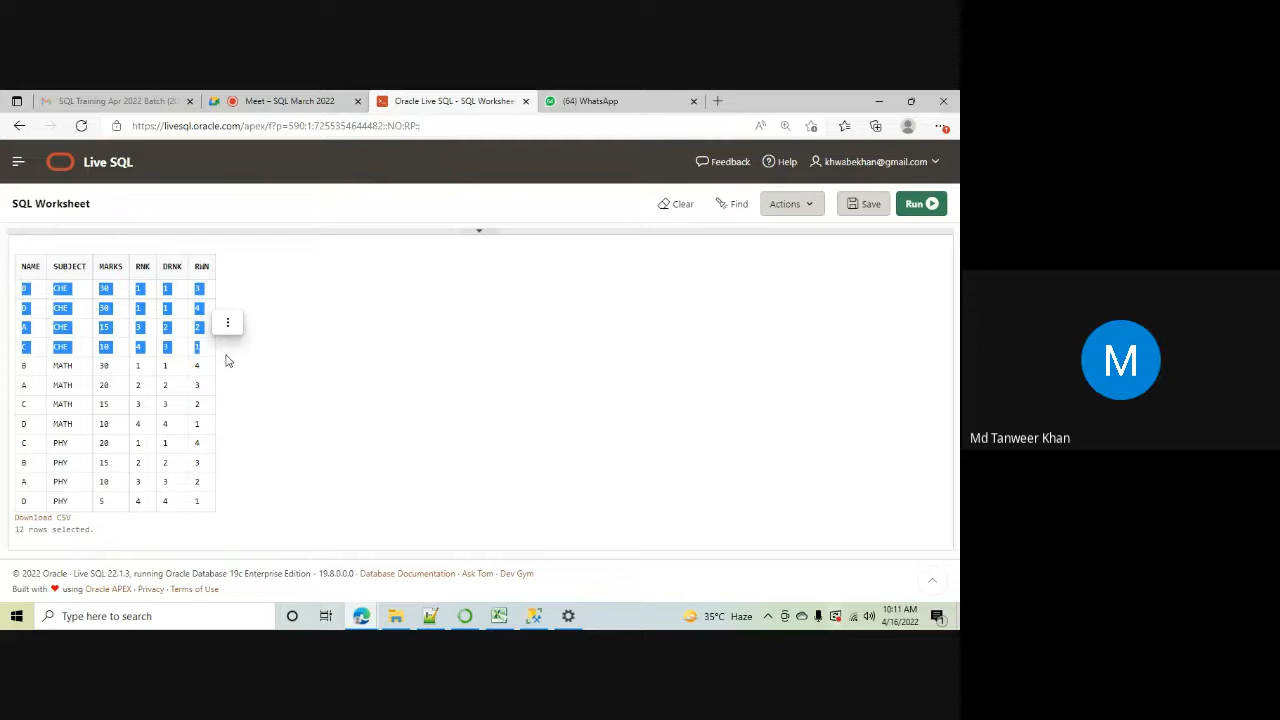 SQL Training Apr 2022 Batch (20
Meet – SQL March 2022
Oracle Live SQL - SQL Workshee
(64) WhatsApp
https://livesql.oracle.com/apex/f?p=590:1:7255354644482::NO:RP::
Live SQL
Feedback
Help
khwabekhan@gmail.com
SQL Worksheet
Clear
Find
Actions
Save
Run
NAME SUBJECT MARKS RNK DRNK RWN
CHE 30 1 1 3
D CHE 30 1 1 4
A CHE 15 3 2 2
C CHE 10 4 3 1
B MATH 30 1 1 4
A MATH 20 2 2 3
C MATH 15 3 3 2
D MATH 10 4 4 1
C PHY 20 1 1 4
B PHY 15 2 2 3
A PHY 10 3 3 2
D PHY 5 4 4 1
Download CSV
12 rows selected.
M
Md Tanweer Khan
© 2022 Oracle · Live SQL 22.1.3, running Oracle Database 19c Enterprise Edition - 19.8.0.0.0 · Database Documentation · Ask Tom · Dev Gym
Built with ❤ using Oracle APEX · Privacy · Terms of Use
Type here to search
35°C Haze
10:11 AM
4/16/2022